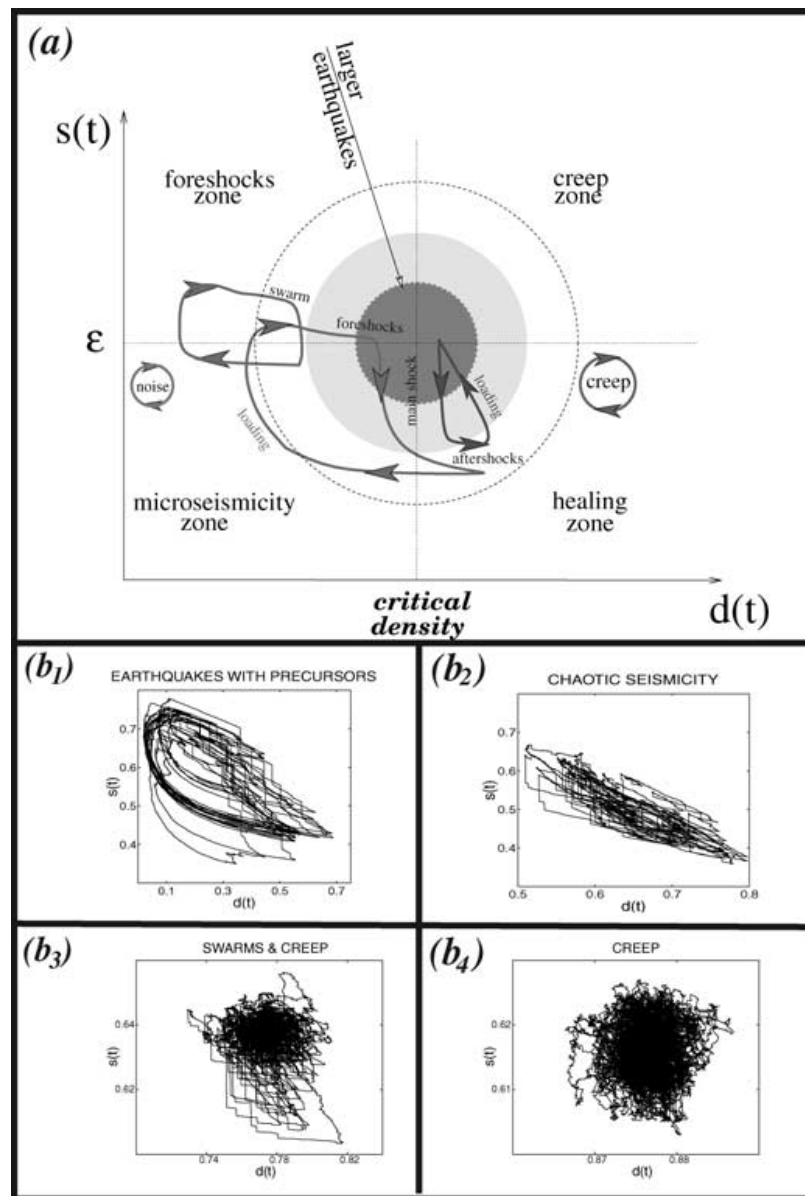 (a)
larger
earthquakes
s(t)
foreshocks
zone
creep
zone
swarm
foreshocks
ε
noise
main shock
loading
creep
loading
aftershocks
microseismicity
zone
healing
zone
critical
density
d(t)
(b1)
EARTHQUAKES WITH PRECURSORS
s(t)
0.7
0.6
0.5
0.4
0.1
0.3
0.5
0.7
d(t)
(b2)
CHAOTIC SEISMICITY
s(t)
0.7
0.6
0.5
0.4
0.5
0.6
0.7
0.8
d(t)
(b3)
SWARMS & CREEP
s(t)
0.64
0.62
0.74
0.78
0.82
d(t)
(b4)
CREEP
s(t)
0.62
0.61
0.87
0.88
d(t)